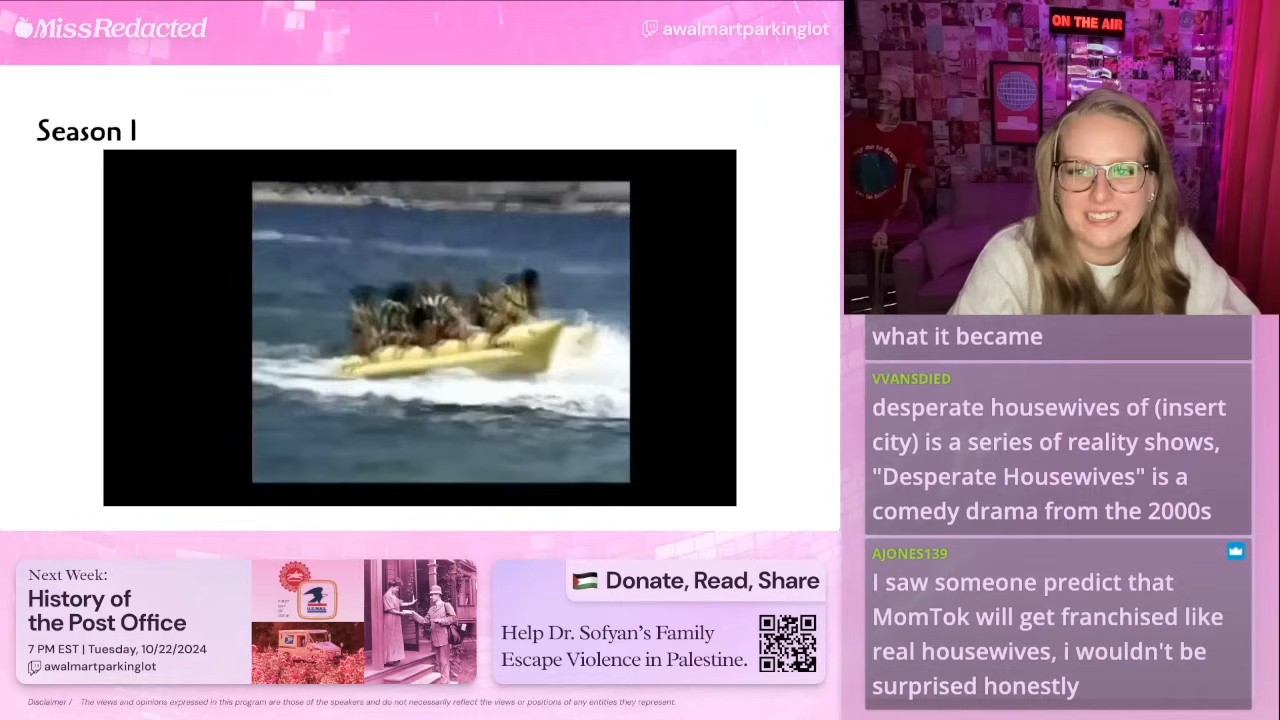 MissRedacted
awalmartparkinglot
ON THE AIR
Season 1
what it became
VVANSDIED
desperate housewives of (insert
city) is a series of reality shows,
"Desperate Housewives" is a
comedy drama from the 2000s
AJONES139
I saw someone predict that
MomTok will get franchised like
real housewives, i wouldn't be
surprised honestly
Next Week:
History of
the Post Office
7 PM EST| Tuesday, 10/22/2024
awalmartparkinglot
U.S.MAIL
Donate, Read, Share
Help Dr. Sofyan's Family
Escape Violence in Palestine.
Disclaimer / The views and opinions expressed in this program are those of the speakers and do not necessarily reflect the views or positions of any entities they represent.